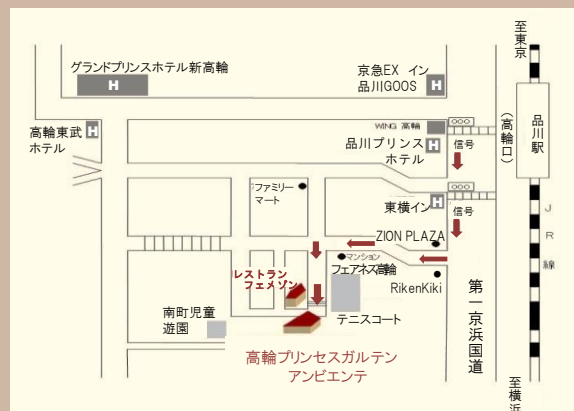 至東京
グランドプリンスホテル新高輪
H
京急EX イン
品川GOOS
H
高輪東武
ホテル
H
WING 高輪
品川プリンス
ホテル
H
信号
(高輪口)
品川駅
ファミリー
マート
東横イン
H
信号
ZION PLAZA
JR線
マンション
フェアネス高輪
レストラン
フェメゾン
RikenKiki
第一京浜国道
南町児童
遊園
テニスコート
高輪プリンセスガルテン
アンビエンテ
至横浜